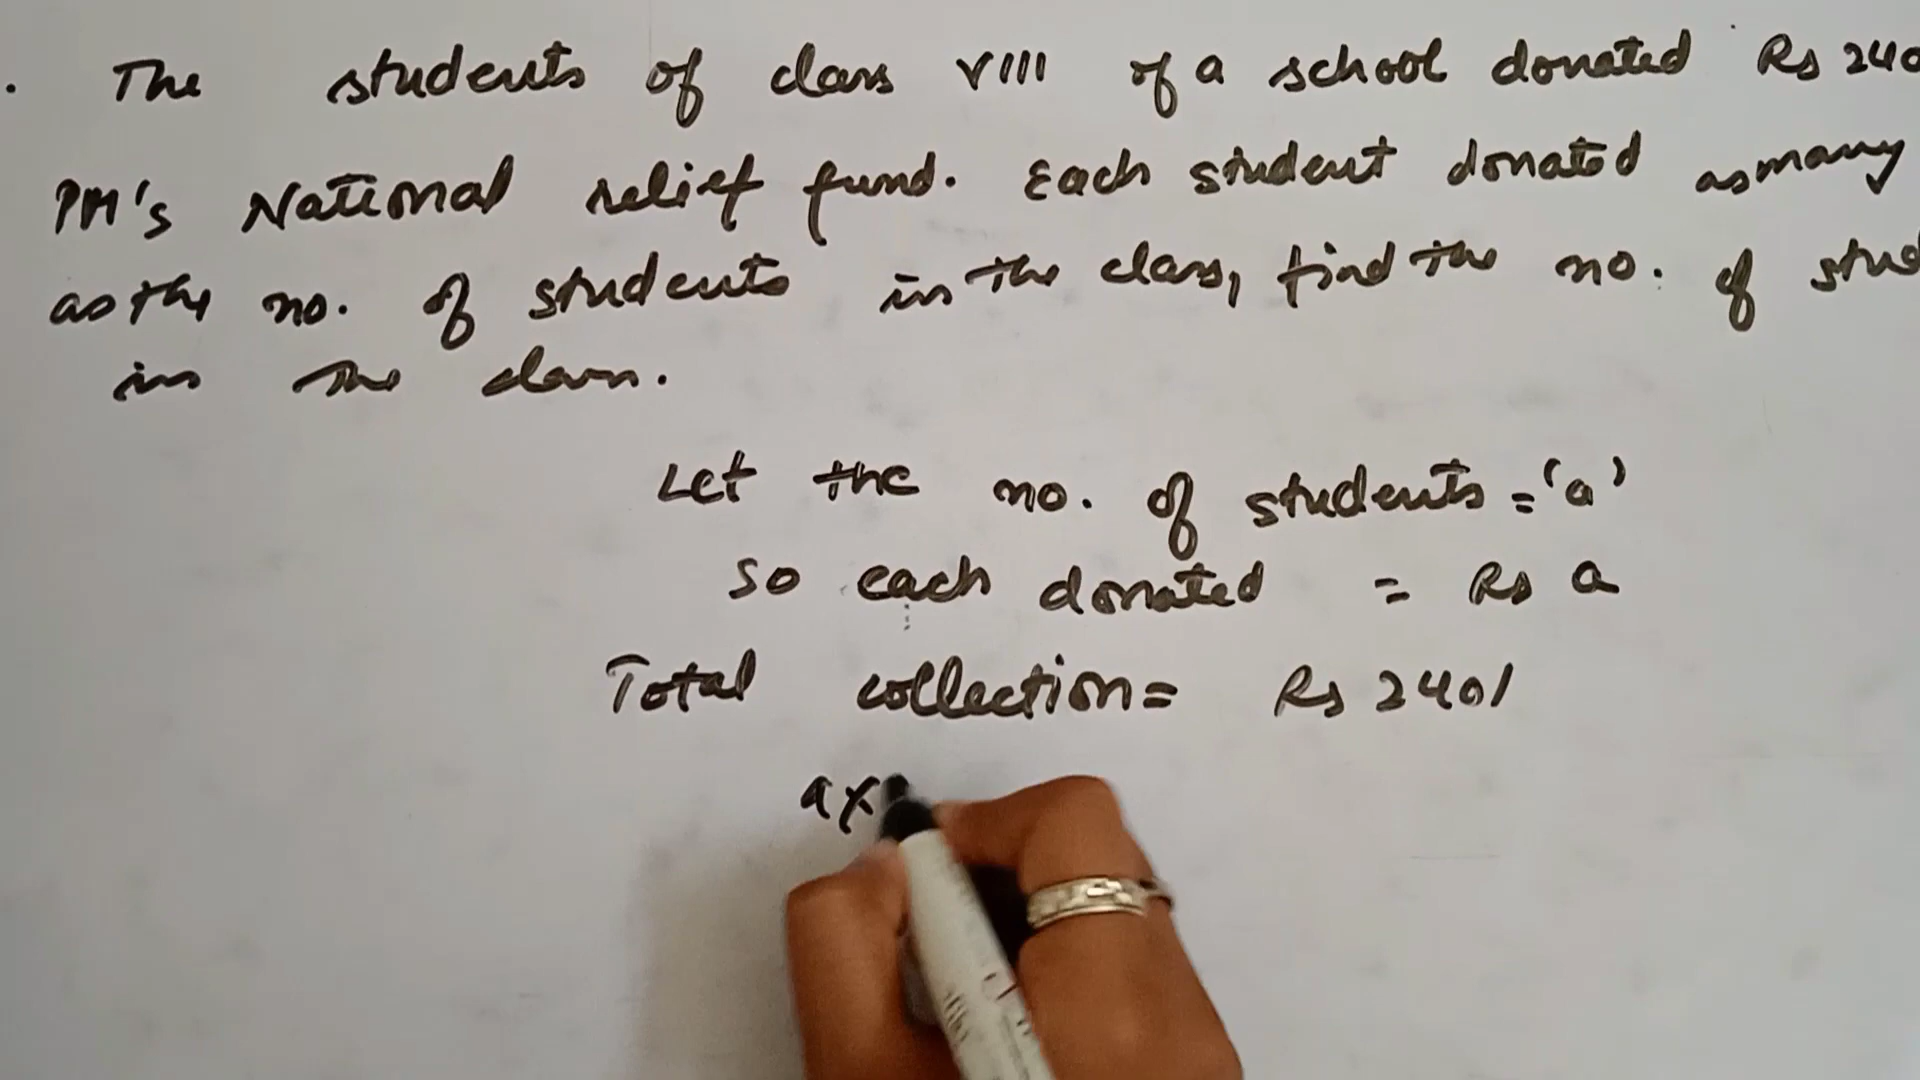 . The students of class VIII of a school donated Rs 240
PM's National relief fund. Each student donated as many
as the no. of students in the class, find the no. of stud
in the class.
Let the no. of students = 'a'
so each donated = Rs a
Total collection = Rs 2401
a x